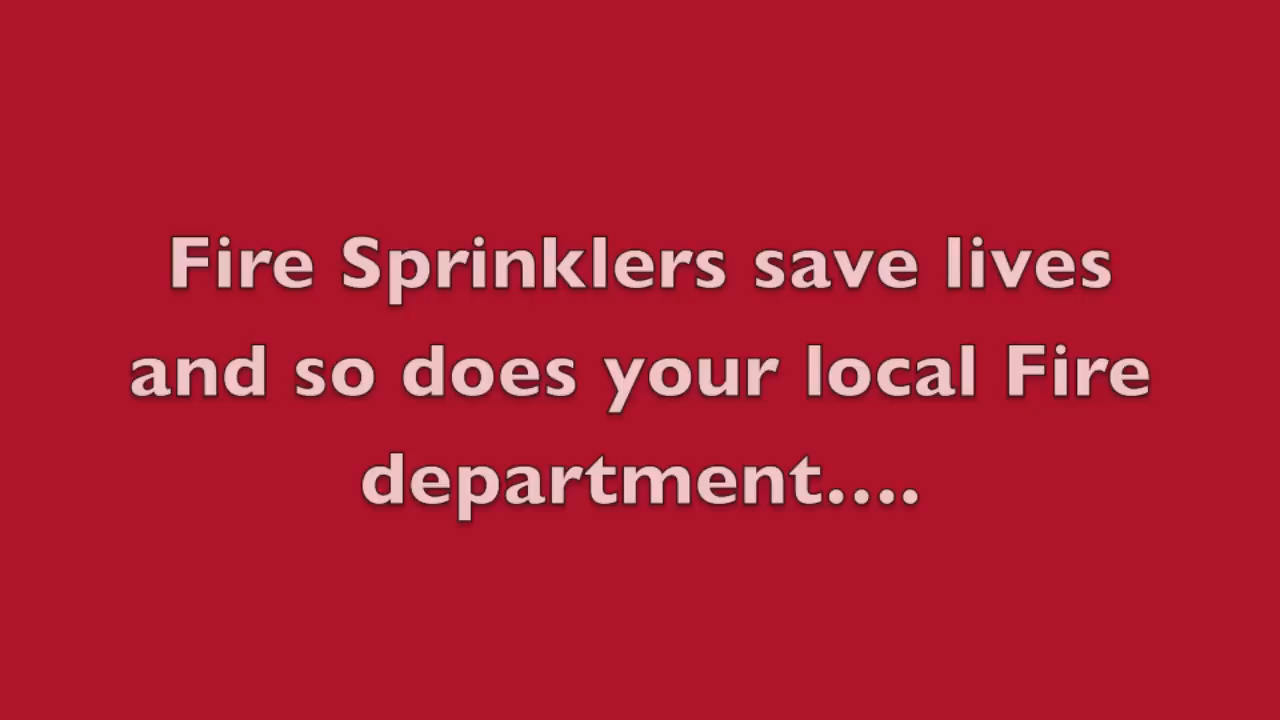 Fire Sprinklers save lives
and so does your local Fire
department....